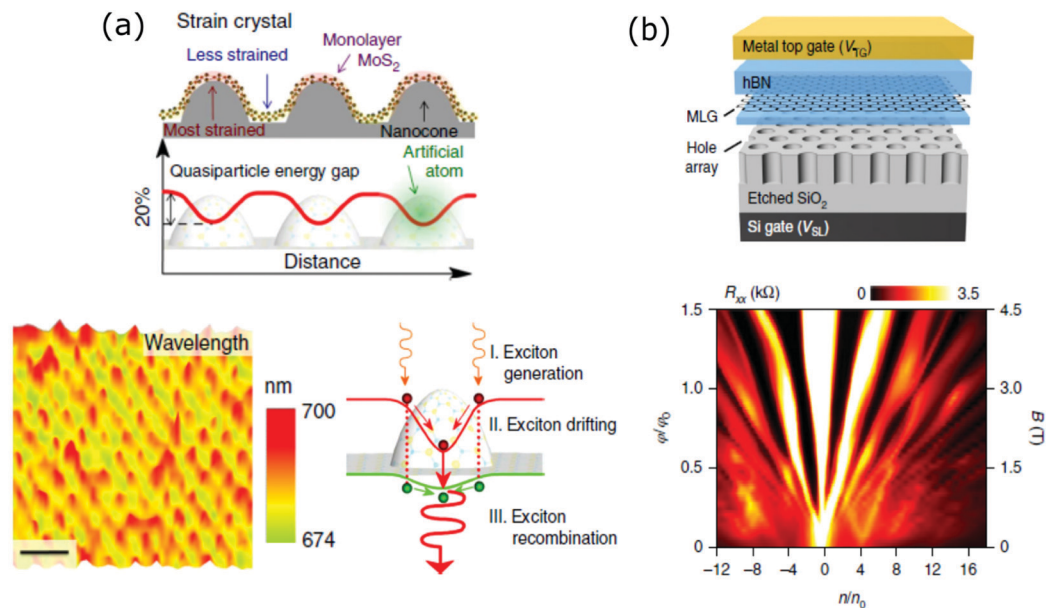 (a)
Strain crystal
Less strained
Monolayer
MoS₂
Most strained
Nanocone
Quasiparticle energy gap
Artificial
atom
20%
Distance
Wavelength
nm
700
674
I. Exciton
generation
II. Exciton drifting
III. Exciton
recombination
(b)
Metal top gate (V_TG)
hBN
MLG
Hole
array
Etched SiO₂
Si gate (V_SL)
R_xx (kΩ)
0
3.5
1.5
1.0
0.5
0
φ/φ₀
4.5
3.0
1.5
0
B (T)
−12
−8
−4
0
4
8
12
16
n/n₀